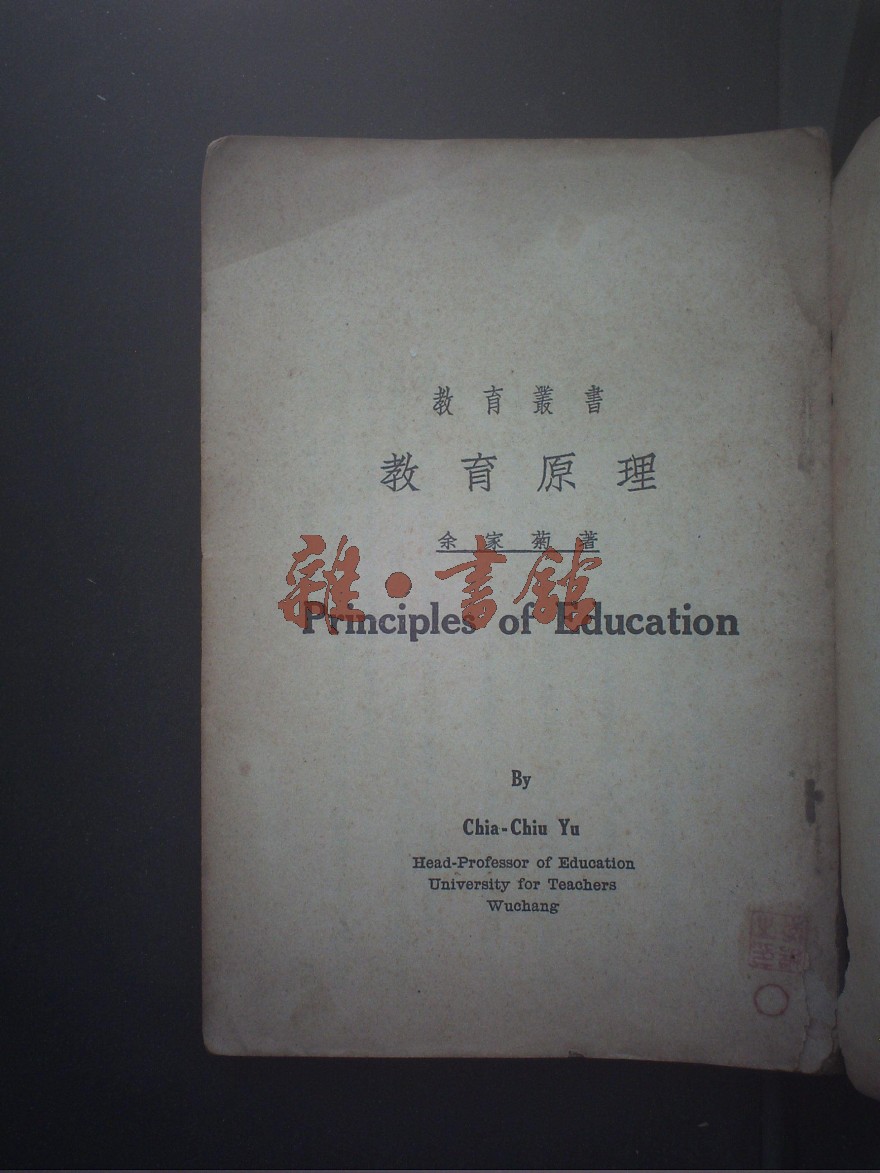 教育叢書
教育原理
余家菊著
雜·書館
Principles of Education
By
Chia-Chiu Yu
Head-Professor of Education
University for Teachers
Wuchang